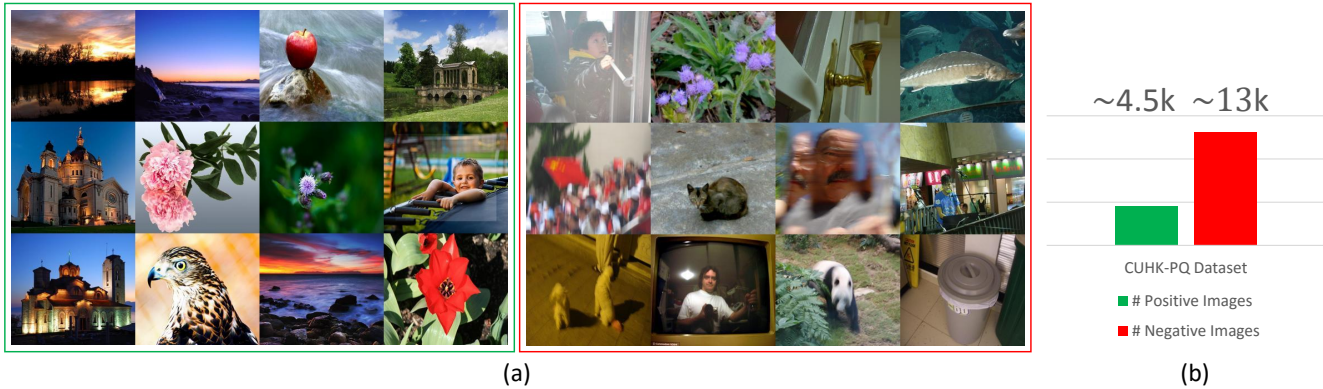 ~4.5k ~13k
CUHK-PQ Dataset
# Positive Images
# Negative Images
(a)
(b)